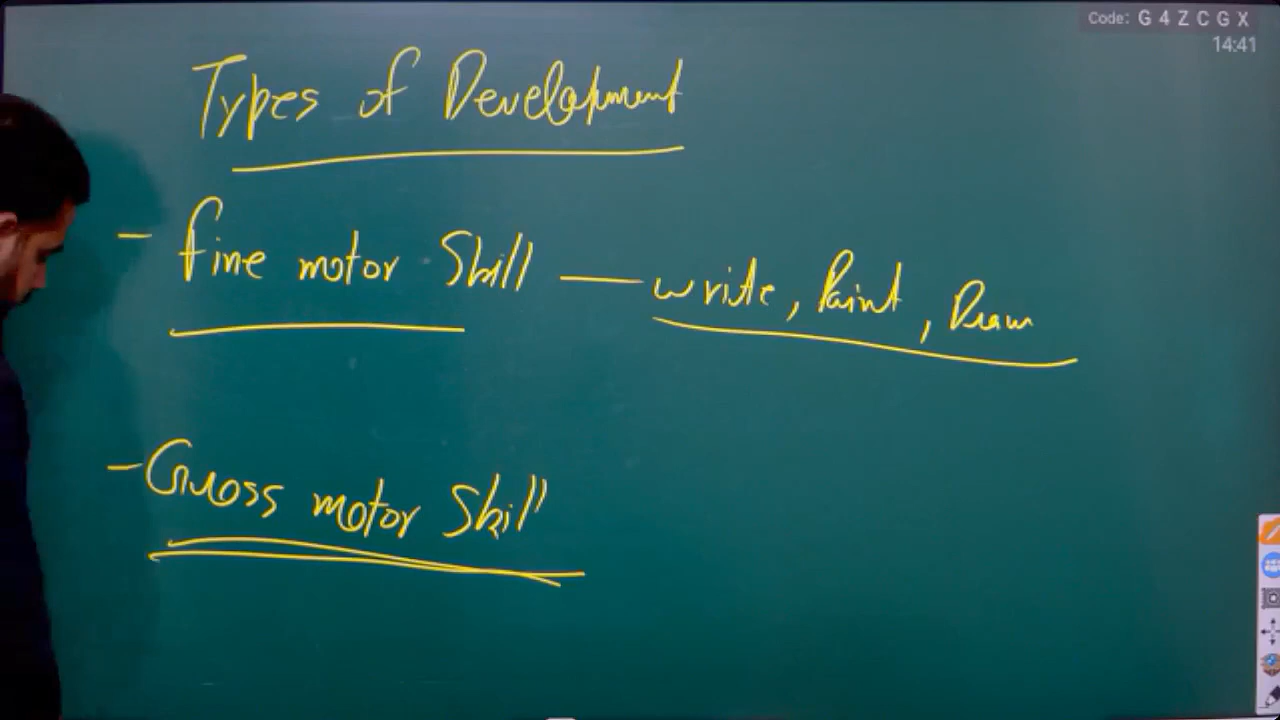 Code: G 4 Z C G X
14:41
Types of Development
- fine motor Skill — write, Paint, Draw
- Gross motor Skill